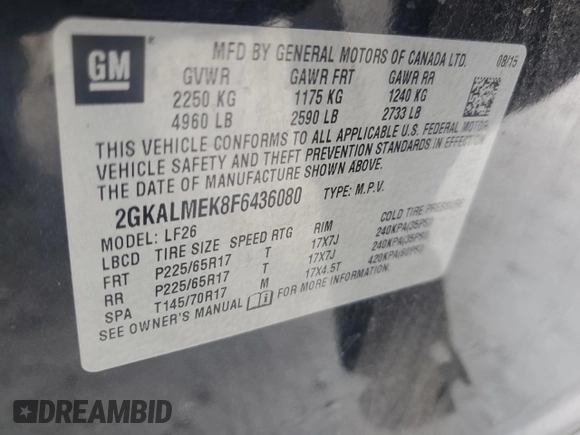 GM
MFD BY GENERAL MOTORS OF CANADA LTD. 08/15
GVWR GAWR FRT GAWR RR
2250 KG 1175 KG 1240 KG
4960 LB 2590 LB 2733 LB
THIS VEHICLE CONFORMS TO ALL APPLICABLE U.S. FEDERAL MOTOR
VEHICLE SAFETY AND THEFT PREVENTION STANDARDS IN EFFECT ON
THE DATE OF MANUFACTURE SHOWN ABOVE.
2GKALMEK8F6436080 TYPE: M.P.V.
MODEL: LF26
LBCD TIRE SIZE SPEED RTG RIM COLD TIRE PRESSURE
FRT P225/65R17 T 17X7J 240KPA(35PSI)
RR P225/65R17 T 17X7J 240KPA(35PSI)
SPA T145/70R17 M 17X4.5T 420KPA(60PSI)
SEE OWNER'S MANUAL FOR MORE INFORMATION.
DREAMBID